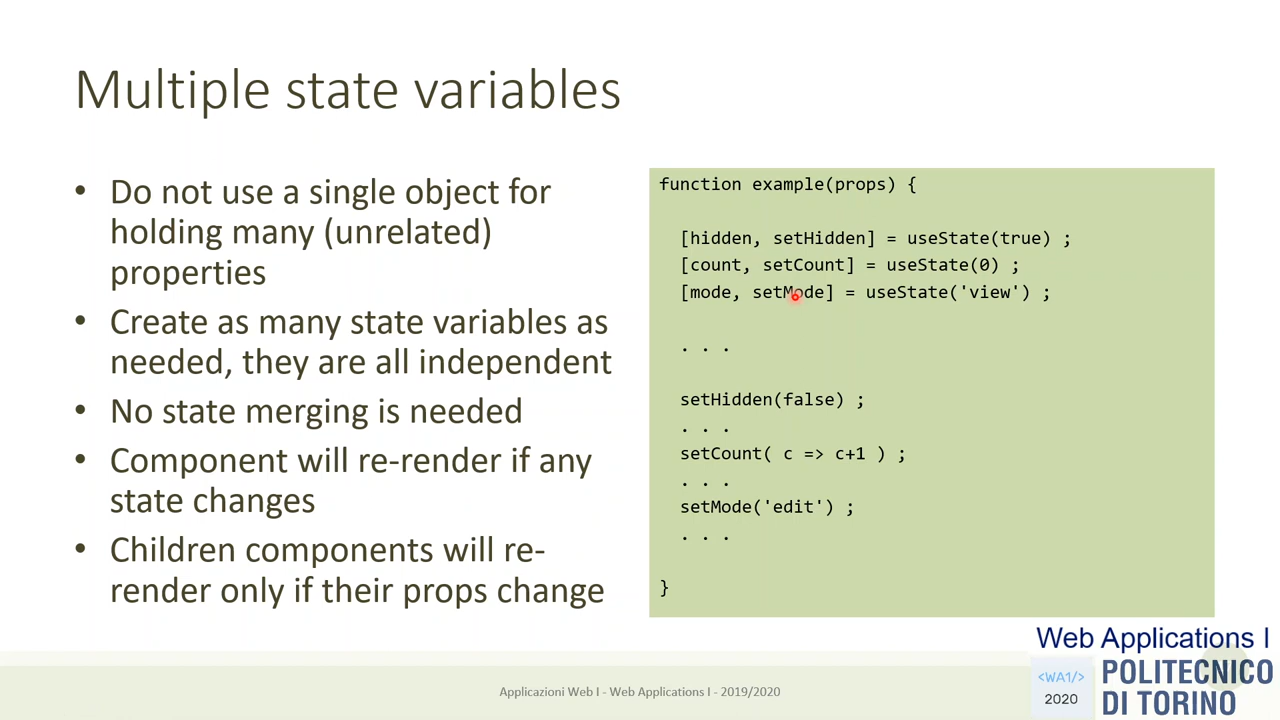 Multiple state variables
• Do not use a single object for
holding many (unrelated)
properties
• Create as many state variables as
needed, they are all independent
• No state merging is needed
• Component will re-render if any
state changes
• Children components will re-
render only if their props change
function example(props) {
[hidden, setHidden] = useState(true) ;
[count, setCount] = useState(0) ;
[mode, setMode] = useState('view') ;
. . .
setHidden(false) ;
. . .
setCount( c => c+1 ) ;
. . .
setMode('edit') ;
. . .
}
Applicazioni Web I - Web Applications I - 2019/2020
Web Applications I
<WA1/>
2020
POLITECNICO
DI TORINO